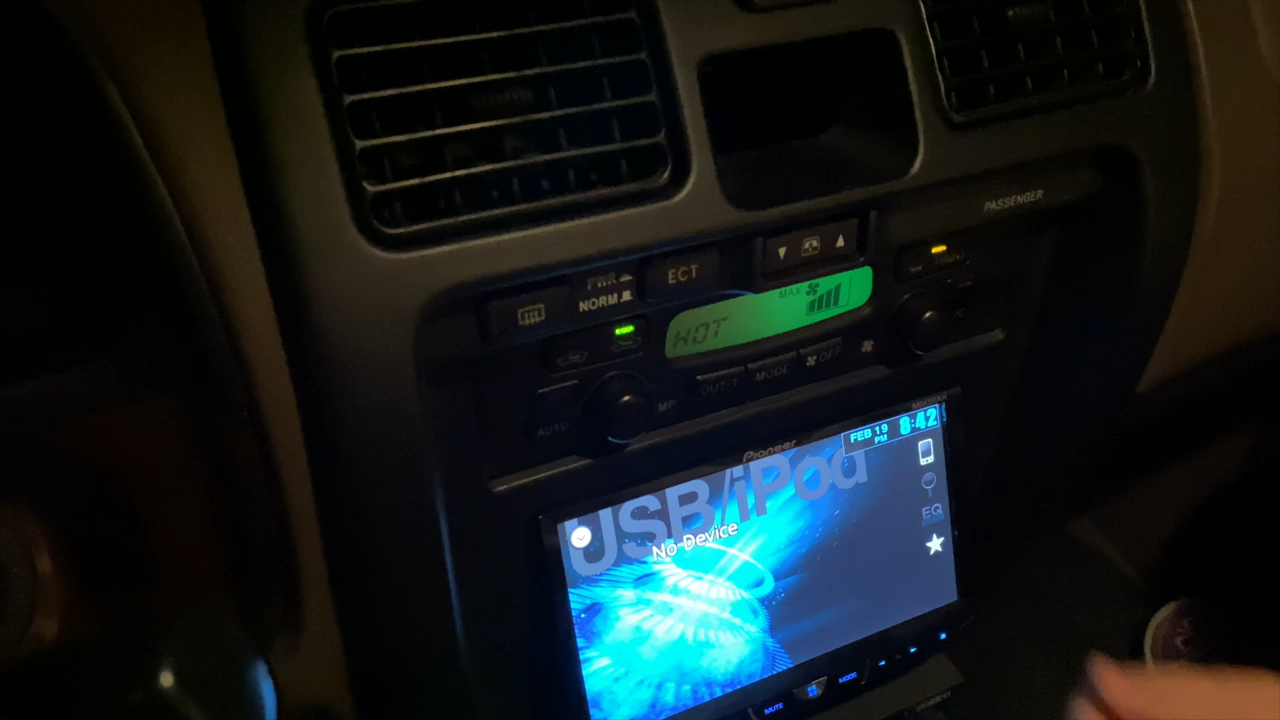 PASSENGER
PWR
NORM
ECT
MAX
HOT
AUTO
MODE
OFF
Pioneer
FEB 19
PM
8:42
USB/iPod
No Device
EQ
MUTE
MODE